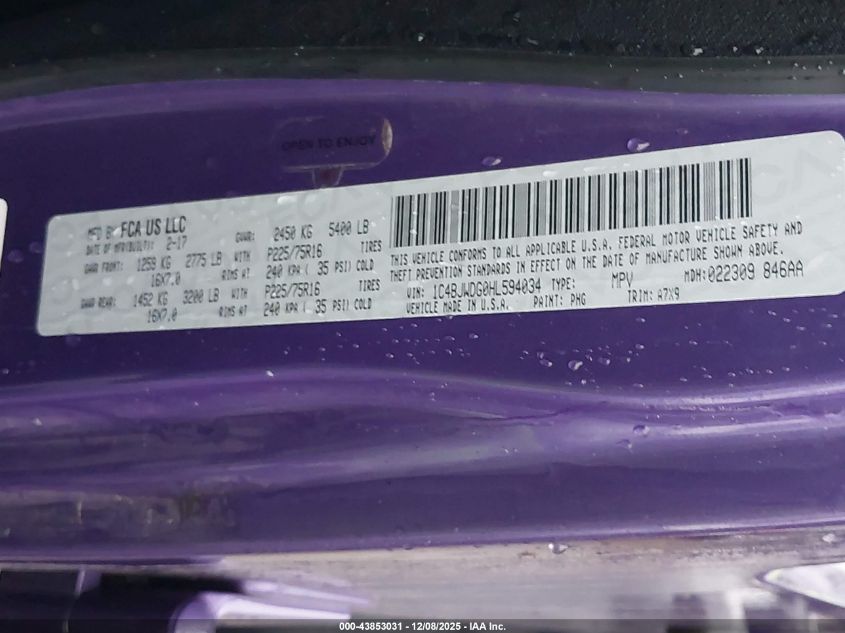 OPEN TO ENJOY
MFD BY FCA US LLC
DATE OF MFR(BUILT): 2-17 GVWR: 2450 KG 5400 LB
GAWR FRONT: 1259 KG 2775 LB WITH P225/75R16 TIRES
16X7.0 RIMS AT 240 KPA ( 35 PSI) COLD
GAWR REAR: 1452 KG 3200 LB WITH P225/75R16 TIRES
16X7.0 RIMS AT 240 KPA ( 35 PSI) COLD
THIS VEHICLE CONFORMS TO ALL APPLICABLE U.S.A. FEDERAL MOTOR VEHICLE SAFETY AND
THEFT PREVENTION STANDARDS IN EFFECT ON THE DATE OF MANUFACTURE SHOWN ABOVE.
VIN: 1C4BJWDG0HL594034 TYPE: MPV MDH: 022309 846AA
VEHICLE MADE IN U.S.A. PAINT: PHG TRIM: A7X9
000-43853031 - 12/08/2025 - IAA Inc.